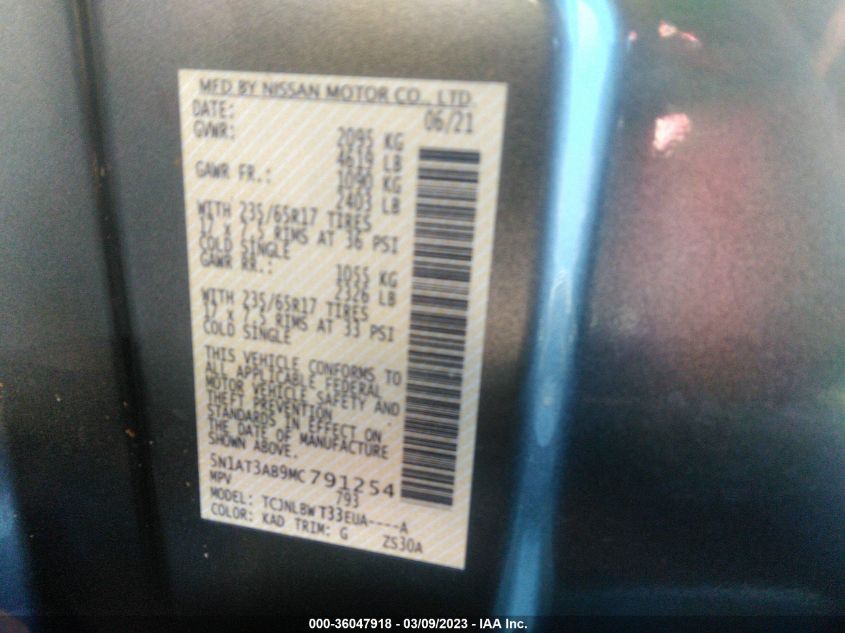 MFD BY NISSAN MOTOR CO., LTD.
DATE: 06/21
GVWR: 2095 KG
4619 LB
GAWR FR.: 1090 KG
2403 LB
WITH 235/65R17 TIRES
17 X 7.5 RIMS AT 36 PSI
COLD SINGLE
GAWR RR.: 1055 KG
2326 LB
WITH 235/65R17 TIRES
17 X 7.5 RIMS AT 33 PSI
COLD SINGLE
THIS VEHICLE CONFORMS TO
ALL APPLICABLE FEDERAL
MOTOR VEHICLE SAFETY AND
THEFT PREVENTION
STANDARDS IN EFFECT ON
THE DATE OF MANUFACTURE
SHOWN ABOVE.
5N1AT3AB9MC791254
MPV 793
MODEL: TCJNLBW T33EUA----A
COLOR: KAD TRIM: G ZS30A
000-36047918 - 03/09/2023 - IAA Inc.